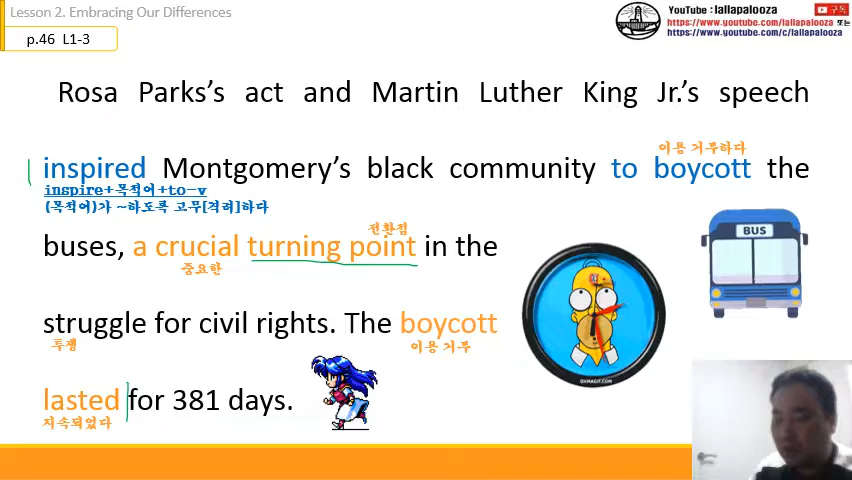 Lesson 2. Embracing Our Differences
p.46 L1-3
YouTube : lallapalooza
구독
https://www.youtube.com/lallapalooza 또는
https://www.youtube.com/c/lallapalooza
Rosa Parks's act and Martin Luther King Jr.'s speech
이용 거부하다
inspired Montgomery's black community to boycott the
inspire+목적어+to-v
(목적어)가 ~하도록 고무[격려]하다
전환점
buses, a crucial turning point in the
중요한
BUS
struggle for civil rights. The boycott
투쟁
이용 거부
lasted for 381 days.
지속되었다
OHMAGIF.COM